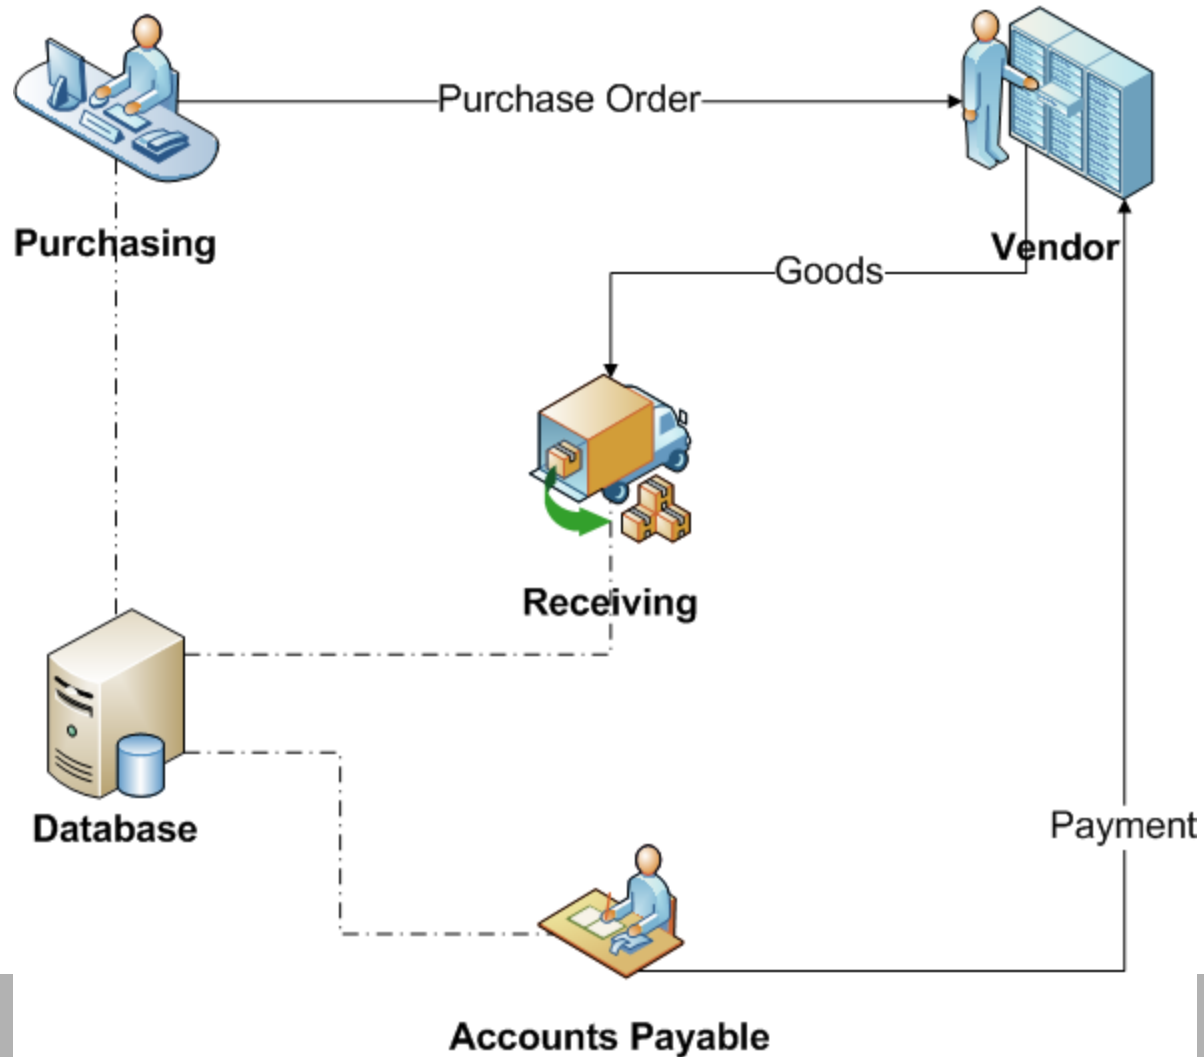 Purchase Order
Purchasing
Vendor
Goods
Receiving
Database
Payment
Accounts Payable